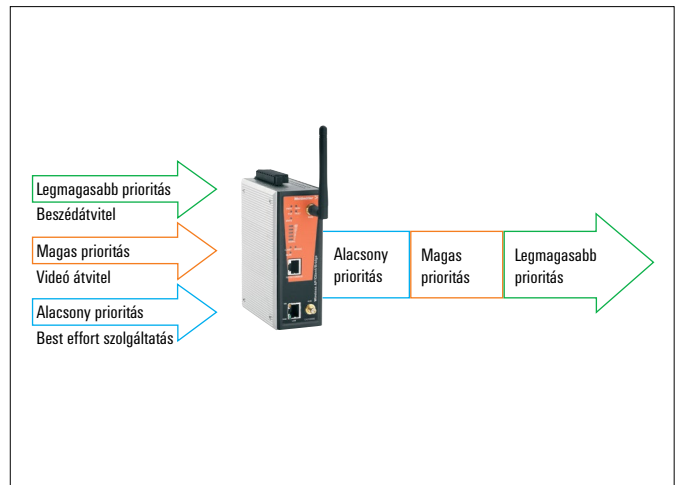 Legmagasabb prioritás
Beszédátvitel
Magas prioritás
Videó átvitel
Alacsony prioritás
Best effort szolgáltatás
Alacsony
prioritás
Magas
prioritás
Legmagasabb
prioritás